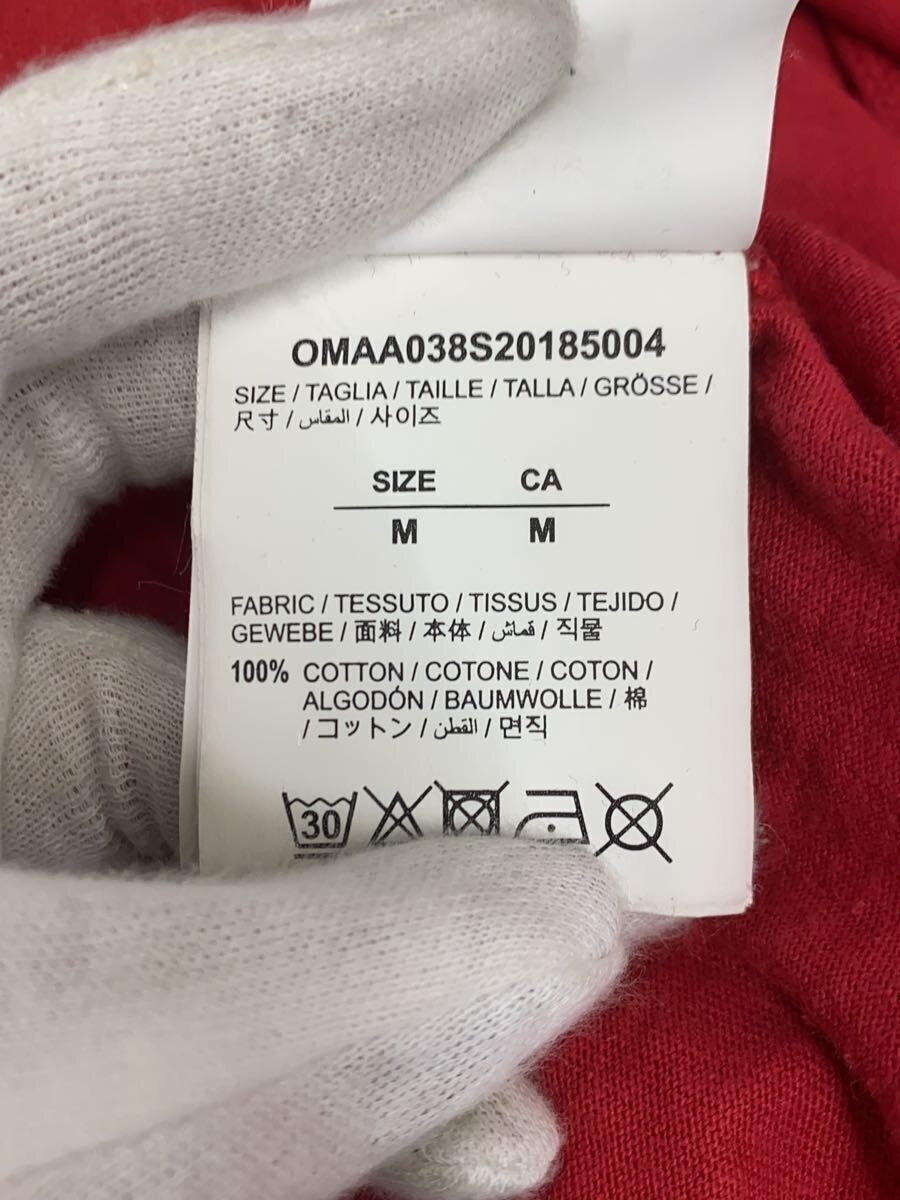 OMAA038S20185004
SIZE / TAGLIA / TAILLE / TALLA / GRÖSSE /
尺寸 / المقاس / 사이즈
SIZE CA
M M
FABRIC / TESSUTO / TISSUS / TEJIDO /
GEWEBE / 面料 / 本体 / قماش / 직물
100% COTTON / COTONE / COTON /
ALGODÓN / BAUMWOLLE / 棉
/ コットン / القطن / 면직
30